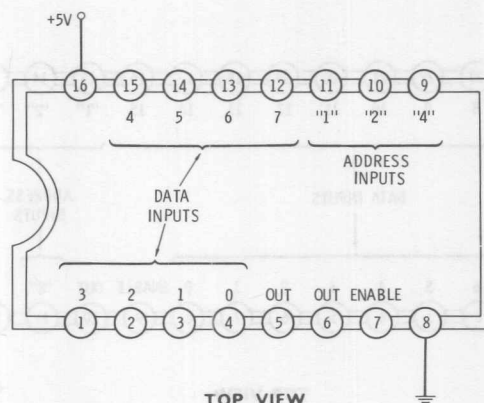 +5V
16 15 14 13 12 11 10 9
4 5 6 7 "1" "2" "4"
ADDRESS
INPUTS
DATA
INPUTS
3 2 1 0 OUT OUT ENABLE
1 2 3 4 5 6 7 8
TOP VIEW